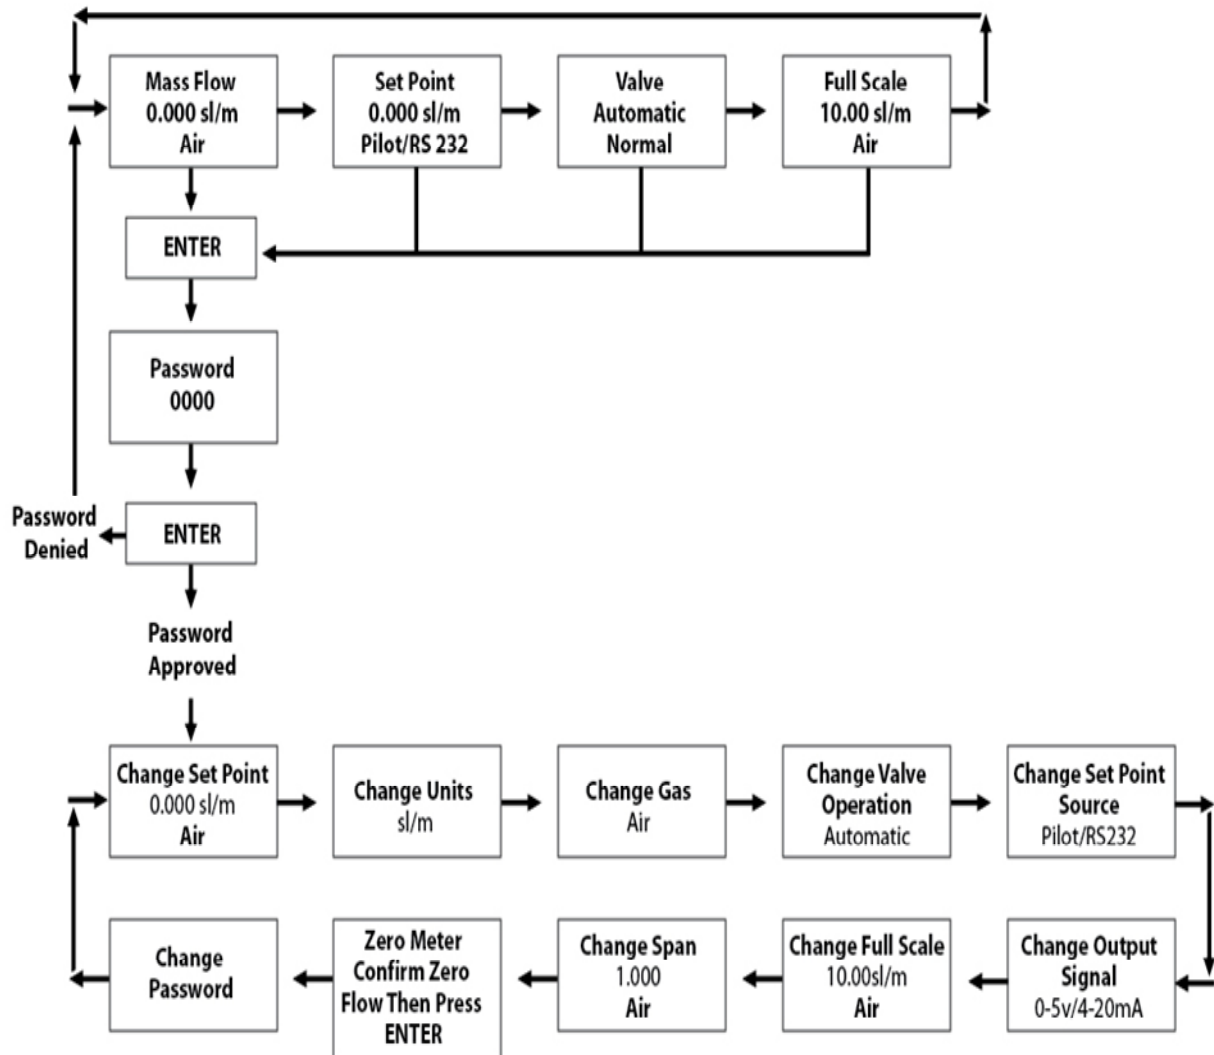 Mass Flow
0.000 sl/m
Air
Set Point
0.000 sl/m
Pilot/RS 232
Valve
Automatic
Normal
Full Scale
10.00 sl/m
Air
ENTER
Password
0000
Password
Denied
ENTER
Password
Approved
Change Set Point
0.000 sl/m
Air
Change Units
sl/m
Change Gas
Air
Change Valve
Operation
Automatic
Change Set Point
Source
Pilot/RS232
Change
Password
Zero Meter
Confirm Zero
Flow Then Press
ENTER
Change Span
1.000
Air
Change Full Scale
10.00sl/m
Air
Change Output
Signal
0-5v/4-20mA